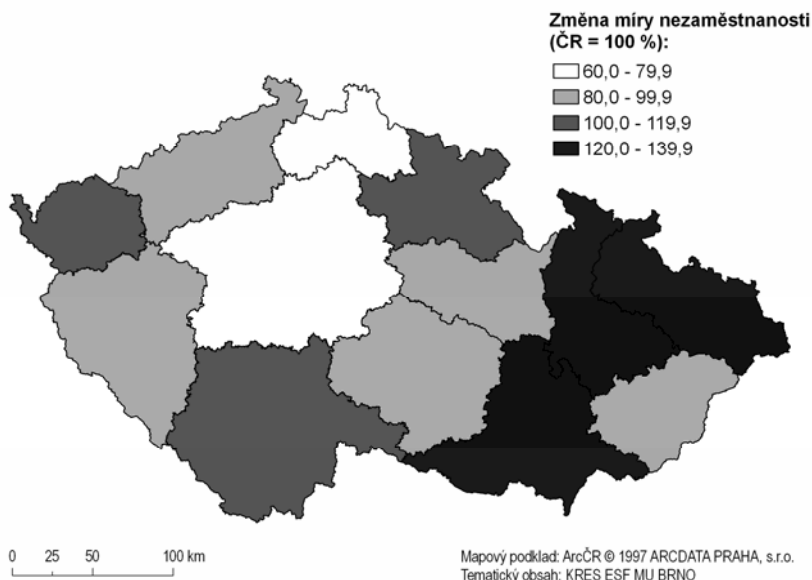 Změna míry nezaměstnanosti
(ČR = 100 %):
60,0 - 79,9
80,0 - 99,9
100,0 - 119,9
120,0 - 139,9
0 25 50 100 km
Mapový podklad: ArcČR © 1997 ARCDATA PRAHA, s.r.o.
Tematický obsah: KRES ESF MU BRNO